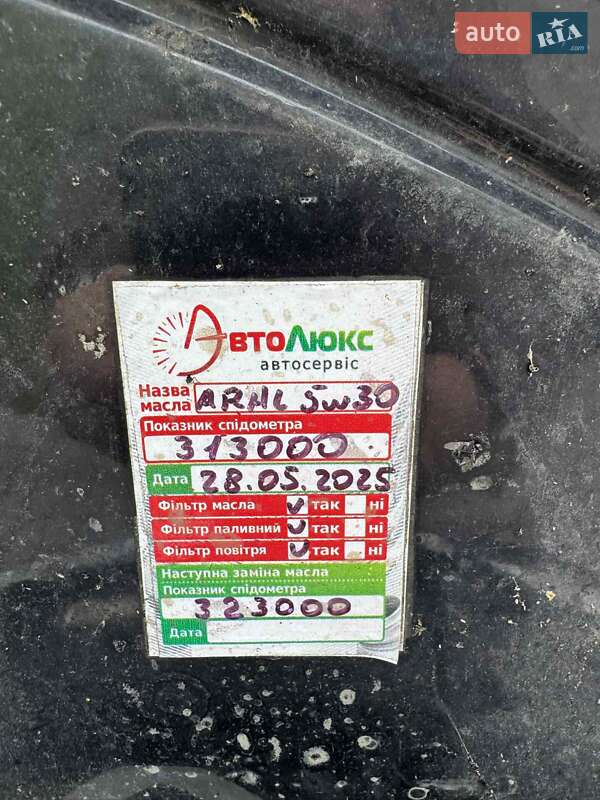 auto RIA.com
АвтоЛюкс
автосервіс
Назва масла ARAL 5w30
Показник спідометра
313000
Дата 28.05.2025
Фільтр масла так ні
Фільтр паливний так ні
Фільтр повітря так ні
Наступна заміна масла
Показник спідометра
323000
Дата